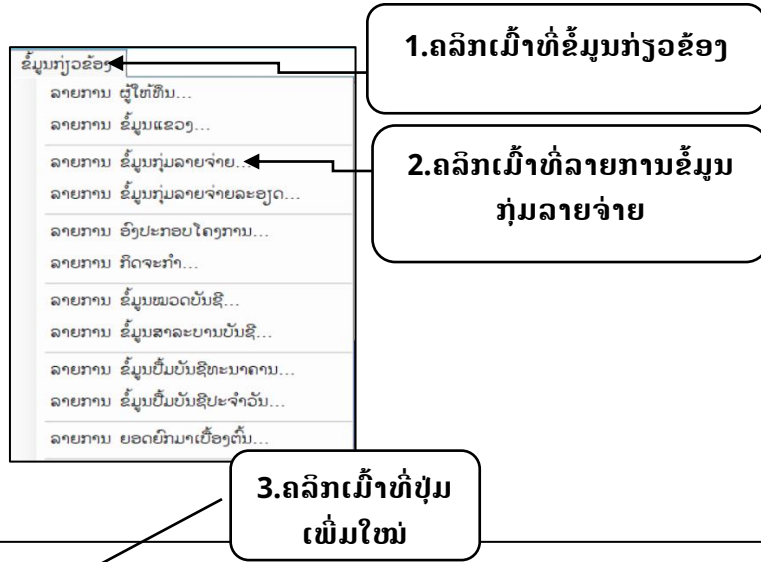 1.ຄລິກເມົ້າທີ່ຂໍ້ມູນກ່ຽວຂ້ອງ
ຂໍ້ມູນກ່ຽວຂ້ອງ
ລາຍການ ຜູ້ໃຫ້ທຶນ...
ລາຍການ ຂໍ້ມູນແຂວງ...
ລາຍການ ຂໍ້ມູນກຸ່ມລາຍຈ່າຍ...
ລາຍການ ຂໍ້ມູນກຸ່ມລາຍຈ່າຍລະອຽດ...
2.ຄລິກເມົ້າທີ່ລາຍການຂໍ້ມູນ
ກຸ່ມລາຍຈ່າຍ
ລາຍການ ອົງປະກອບໂຄງການ...
ລາຍການ ກິດຈະກຳ...
ລາຍການ ຂໍ້ມູນໝວດບັນຊີ...
ລາຍການ ຂໍ້ມູນສາລະບານບັນຊີ...
ລາຍການ ຂໍ້ມູນປື້ມບັນຊີທະນາຄານ...
ລາຍການ ຂໍ້ມູນປື້ມບັນຊີປະຈຳວັນ...
ລາຍການ ຍອດຍົກມາເບື້ອງຕົ້ນ...
3.ຄລິກເມົ້າທີ່ປຸ່ມ
ເພີ່ມໃໝ່